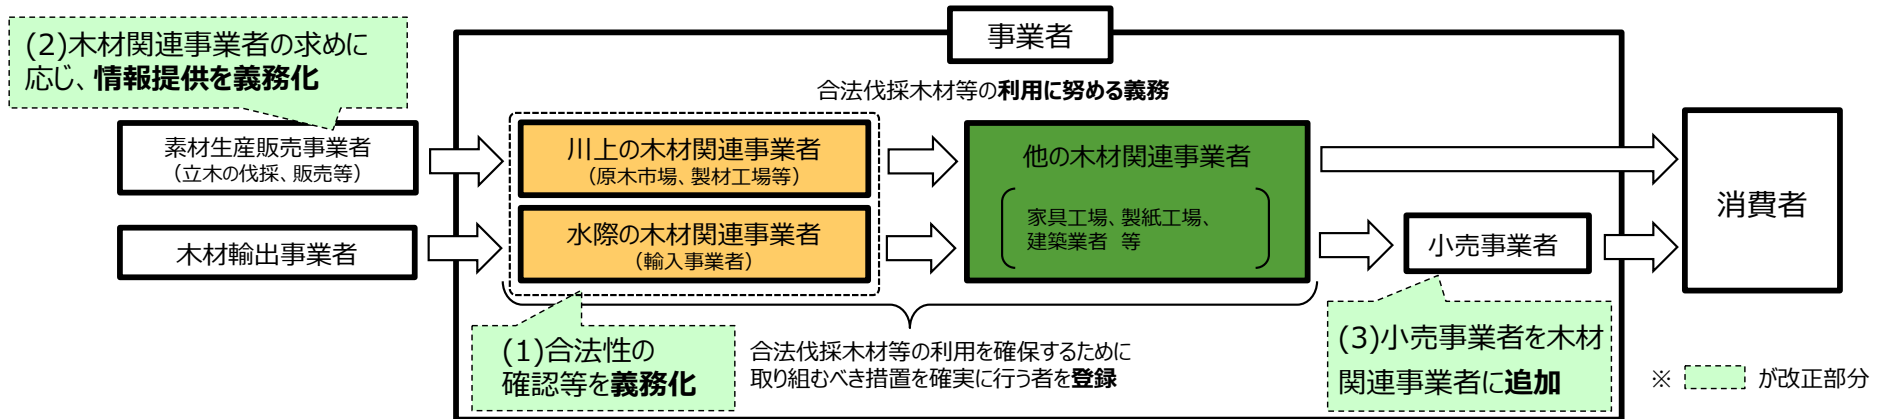 事業者
(2)木材関連事業者の求めに
応じ、情報提供を義務化
合法伐採木材等の利用に努める義務
素材生産販売事業者
（立木の伐採、販売等）
川上の木材関連事業者
（原木市場、製材工場等）
他の木材関連事業者
家具工場、製紙工場、
建築業者 等
消費者
木材輸出事業者
水際の木材関連事業者
（輸入事業者）
小売事業者
(1)合法性の
確認等を義務化
合法伐採木材等の利用を確保するために
取り組むべき措置を確実に行う者を登録
(3)小売事業者を木材
関連事業者に追加
※ が改正部分